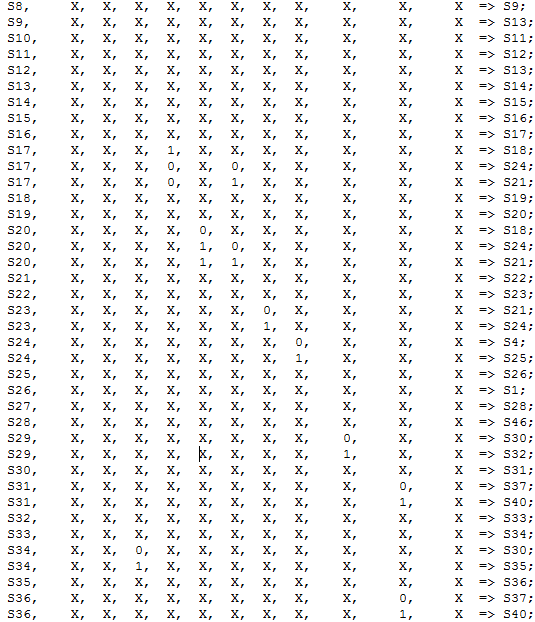 S8, X, X, X, X, X, X, X, X, X, X, X => S9;
S9, X, X, X, X, X, X, X, X, X, X, X => S13;
S10, X, X, X, X, X, X, X, X, X, X, X => S11;
S11, X, X, X, X, X, X, X, X, X, X, X => S12;
S12, X, X, X, X, X, X, X, X, X, X, X => S13;
S13, X, X, X, X, X, X, X, X, X, X, X => S14;
S14, X, X, X, X, X, X, X, X, X, X, X => S15;
S15, X, X, X, X, X, X, X, X, X, X, X => S16;
S16, X, X, X, X, X, X, X, X, X, X, X => S17;
S17, X, X, X, 1, X, X, X, X, X, X, X => S18;
S17, X, X, X, 0, X, 0, X, X, X, X, X => S24;
S17, X, X, X, 0, X, 1, X, X, X, X, X => S21;
S18, X, X, X, X, X, X, X, X, X, X, X => S19;
S19, X, X, X, X, X, X, X, X, X, X, X => S20;
S20, X, X, X, X, 0, X, X, X, X, X, X => S18;
S20, X, X, X, X, 1, 0, X, X, X, X, X => S24;
S20, X, X, X, X, 1, 1, X, X, X, X, X => S21;
S21, X, X, X, X, X, X, X, X, X, X, X => S22;
S22, X, X, X, X, X, X, X, X, X, X, X => S23;
S23, X, X, X, X, X, X, 0, X, X, X, X => S21;
S23, X, X, X, X, X, X, 1, X, X, X, X => S24;
S24, X, X, X, X, X, X, X, 0, X, X, X => S4;
S24, X, X, X, X, X, X, X, 1, X, X, X => S25;
S25, X, X, X, X, X, X, X, X, X, X, X => S26;
S26, X, X, X, X, X, X, X, X, X, X, X => S1;
S27, X, X, X, X, X, X, X, X, X, X, X => S28;
S28, X, X, X, X, X, X, X, X, X, X, X => S46;
S29, X, X, X, X, X, X, X, X, 0, X, X => S30;
S29, X, X, X, X, X, X, X, X, 1, X, X => S32;
S30, X, X, X, X, X, X, X, X, X, X, X => S31;
S31, X, X, X, X, X, X, X, X, X, 0, X => S37;
S31, X, X, X, X, X, X, X, X, X, 1, X => S40;
S32, X, X, X, X, X, X, X, X, X, X, X => S33;
S33, X, X, X, X, X, X, X, X, X, X, X => S34;
S34, X, X, 0, X, X, X, X, X, X, X, X => S30;
S34, X, X, 1, X, X, X, X, X, X, X, X => S35;
S35, X, X, X, X, X, X, X, X, X, X, X => S36;
S36, X, X, X, X, X, X, X, X, X, 0, X => S37;
S36, X, X, X, X, X, X, X, X, X, 1, X => S40;